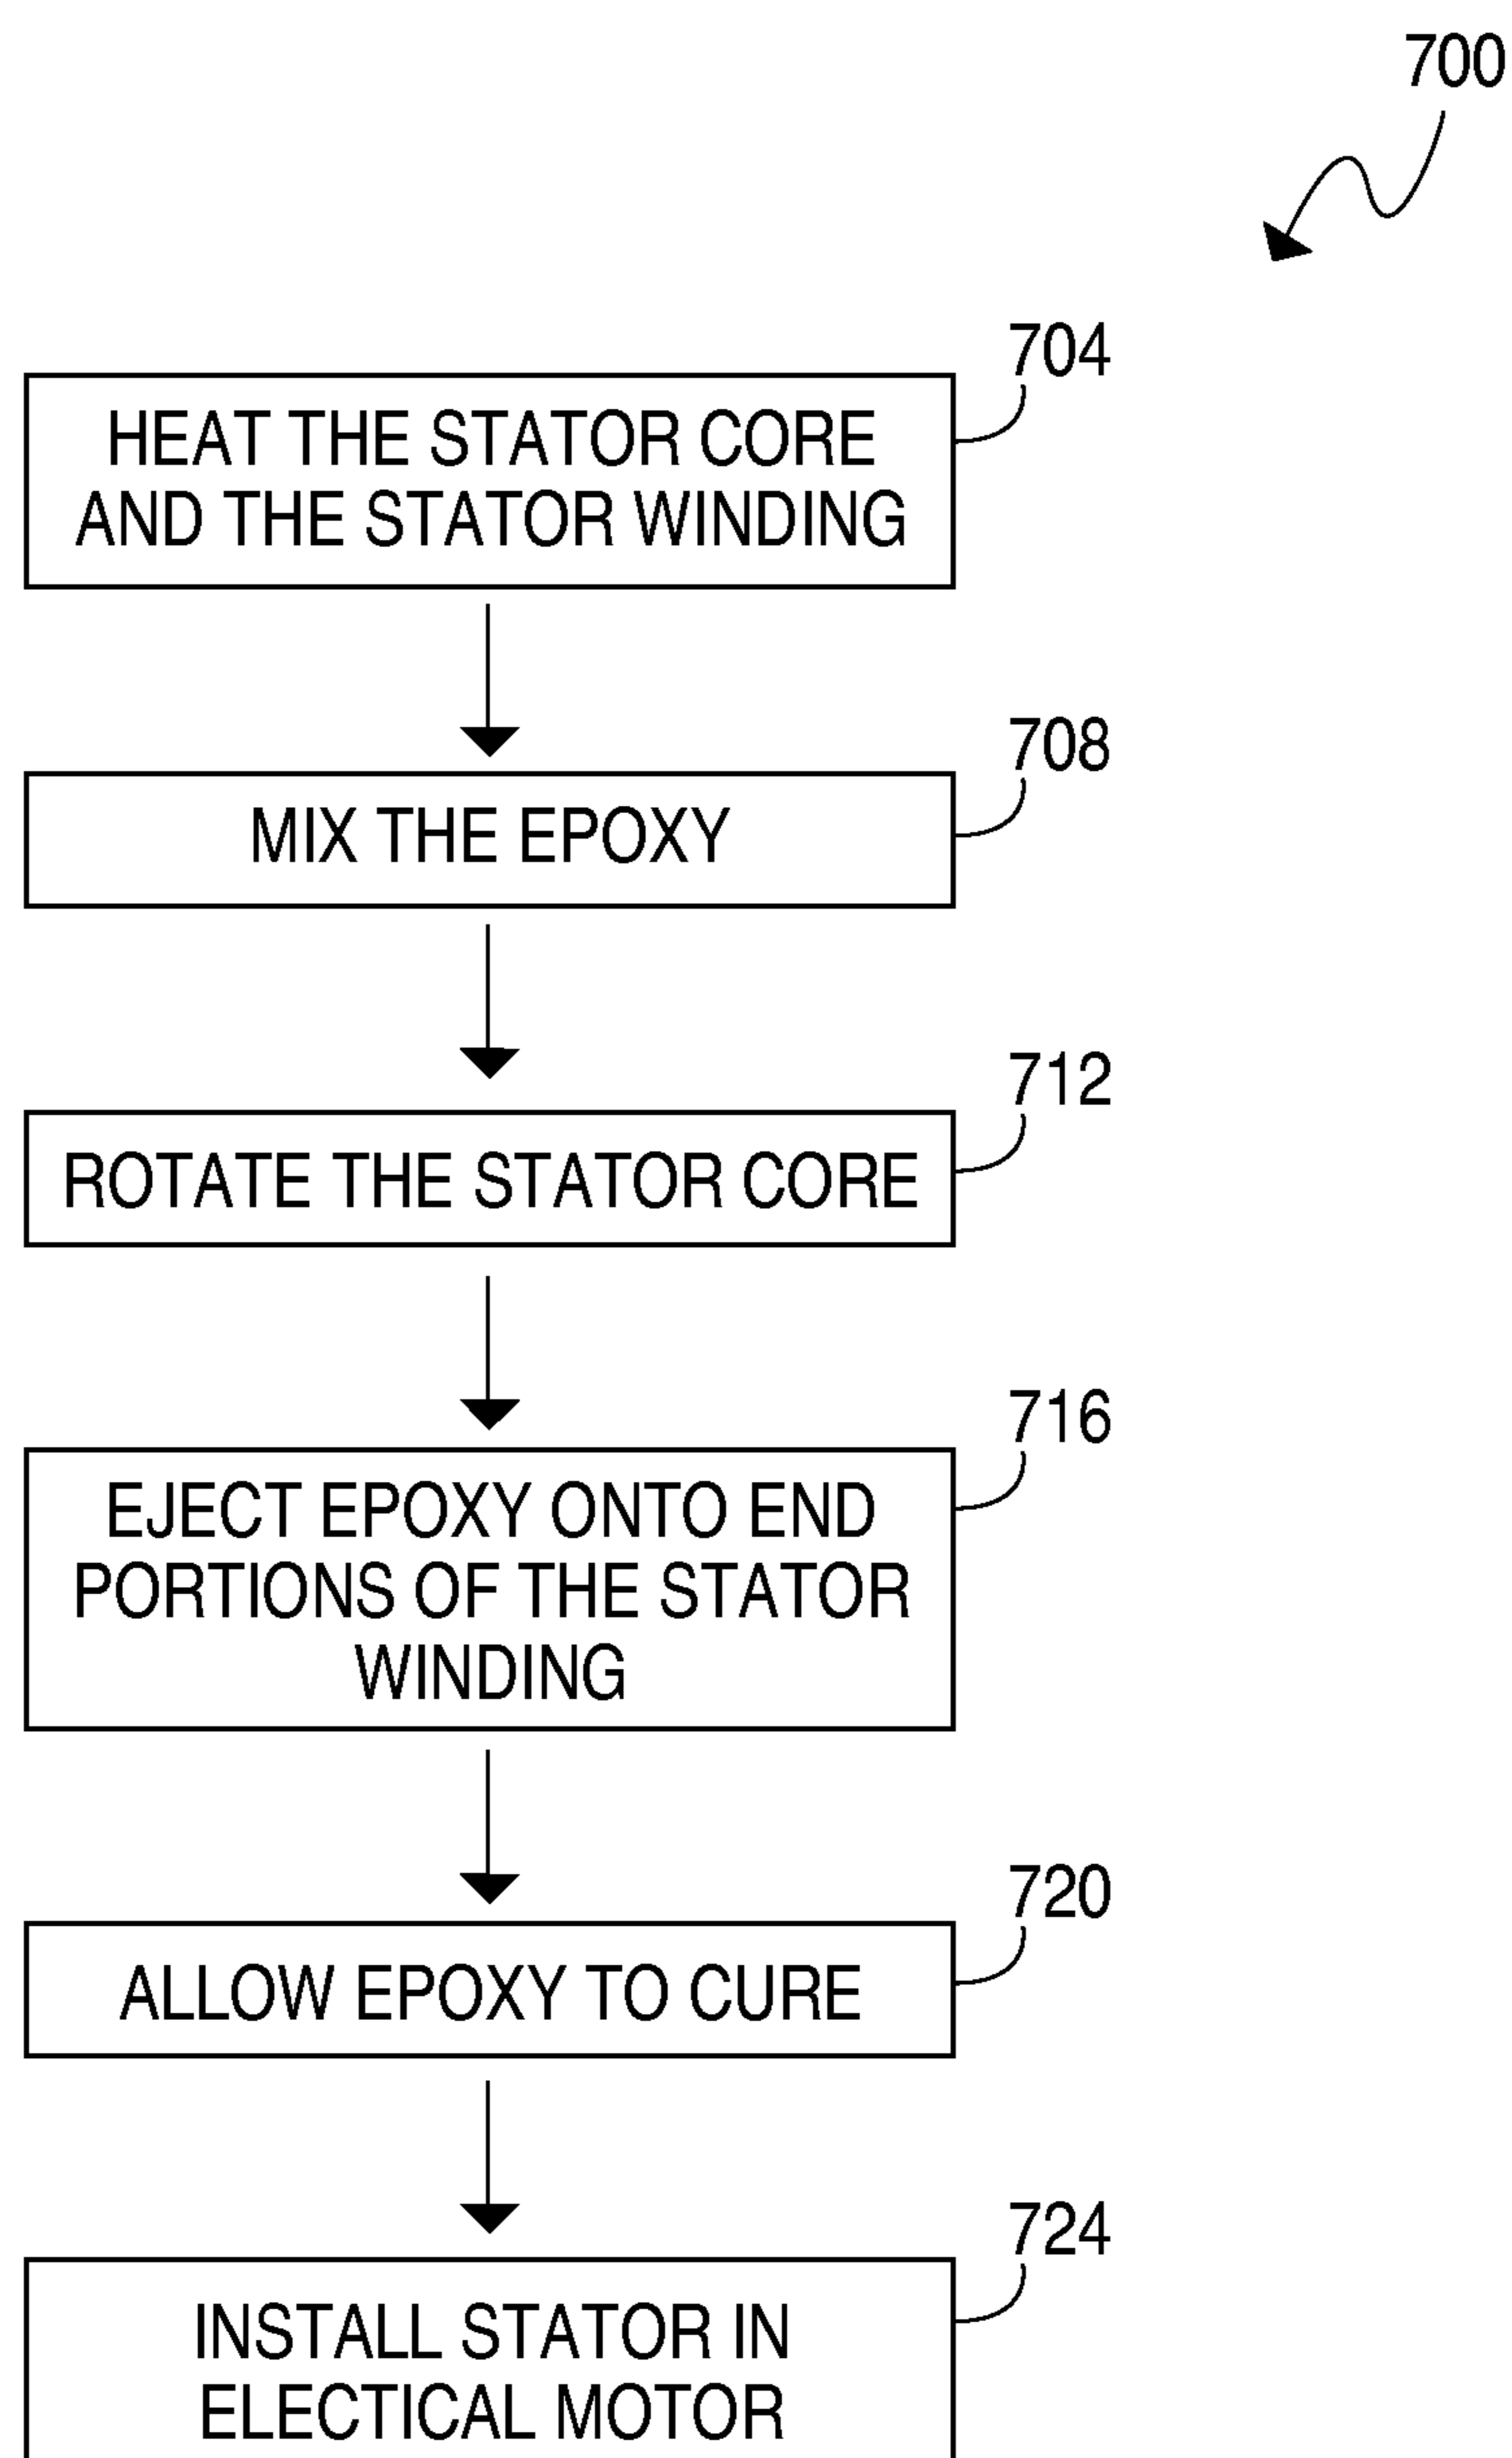 700
704
HEAT THE STATOR CORE
AND THE STATOR WINDING
708
MIX THE EPOXY
712
ROTATE THE STATOR CORE
716
EJECT EPOXY ONTO END
PORTIONS OF THE STATOR
WINDING
720
ALLOW EPOXY TO CURE
724
INSTALL STATOR IN
ELECTICAL MOTOR